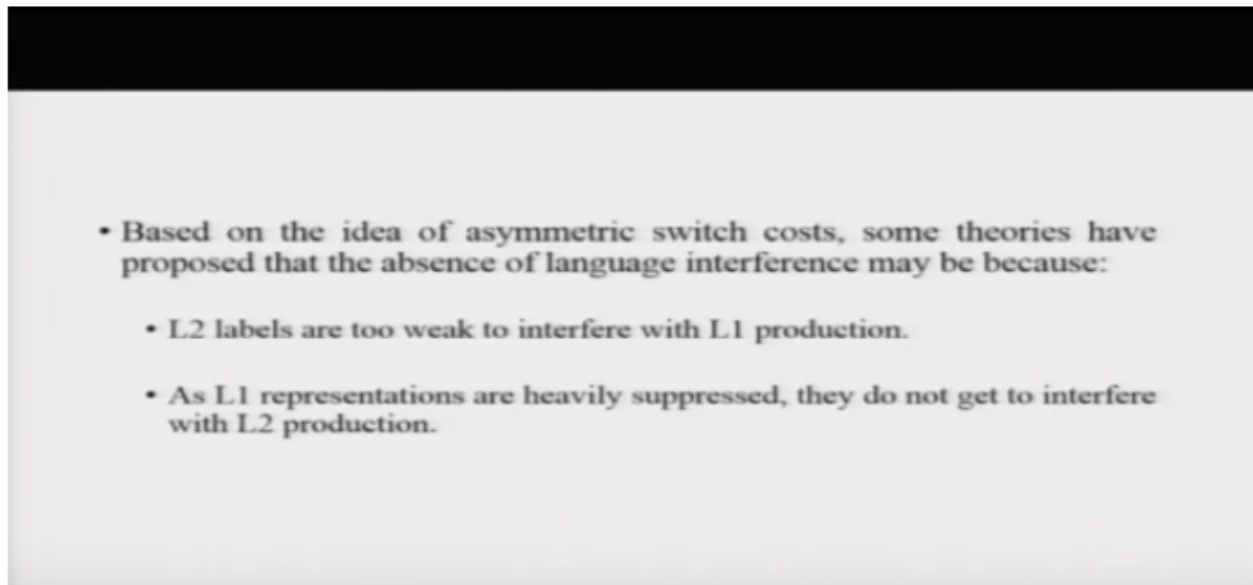 • Based on the idea of asymmetric switch costs, some theories have
proposed that the absence of language interference may be because:
• L2 labels are too weak to interfere with L1 production.
• As L1 representations are heavily suppressed, they do not get to interfere
with L2 production.